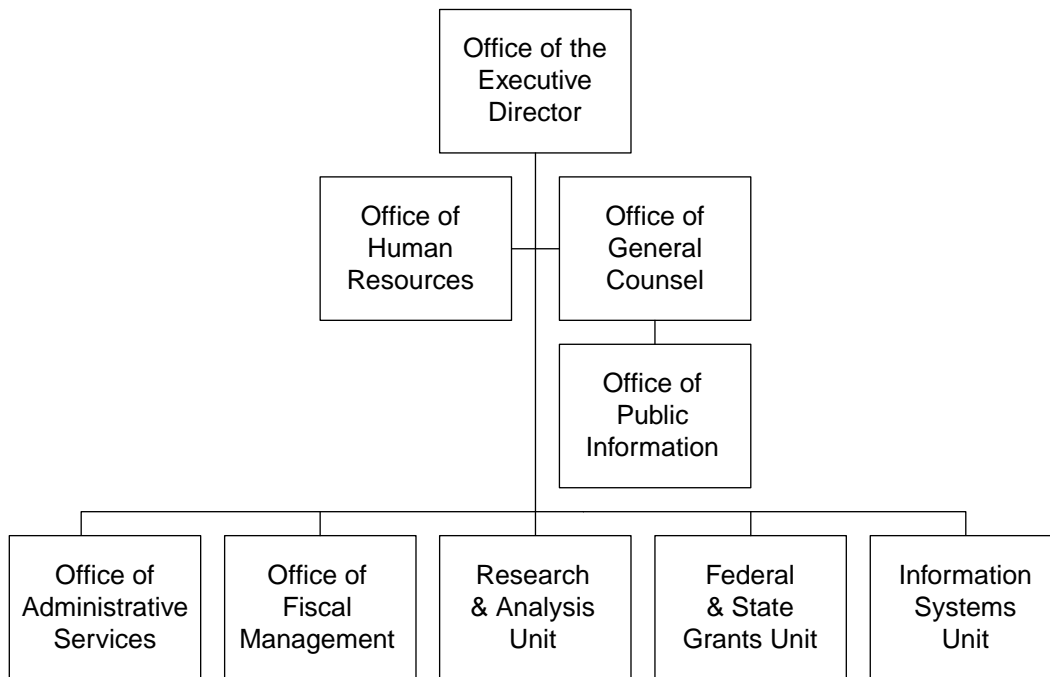 Office of the
Executive
Director
Office of
Human
Resources
Office of
General
Counsel
Office of
Public
Information
Office of
Administrative
Services
Office of
Fiscal
Management
Research
& Analysis
Unit
Federal
& State
Grants Unit
Information
Systems
Unit